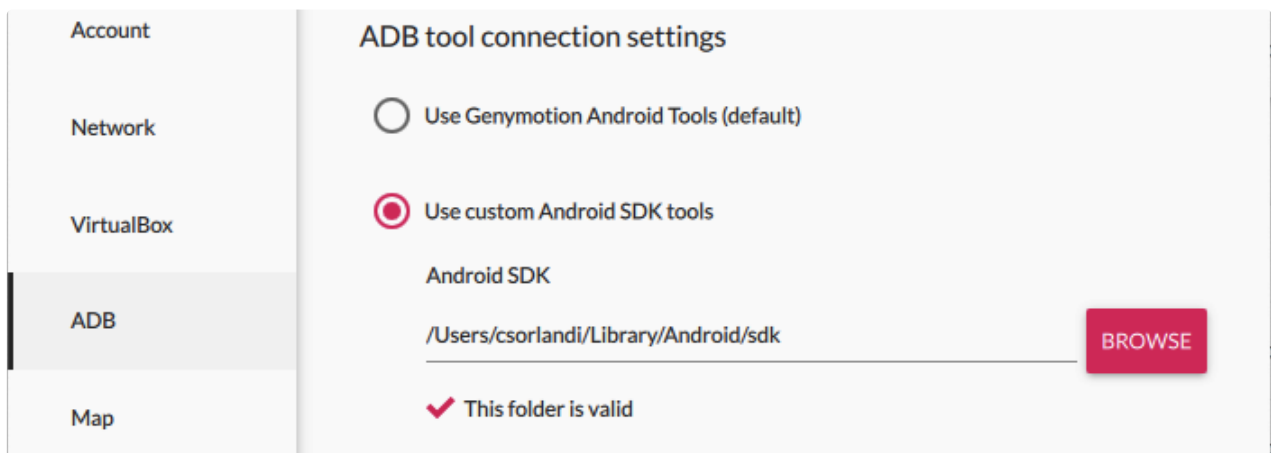 Account
Network
VirtualBox
ADB
Map
ADB tool connection settings
Use Genymotion Android Tools (default)
Use custom Android SDK tools
Android SDK
/Users/csorlandi/Library/Android/sdk
BROWSE
This folder is valid